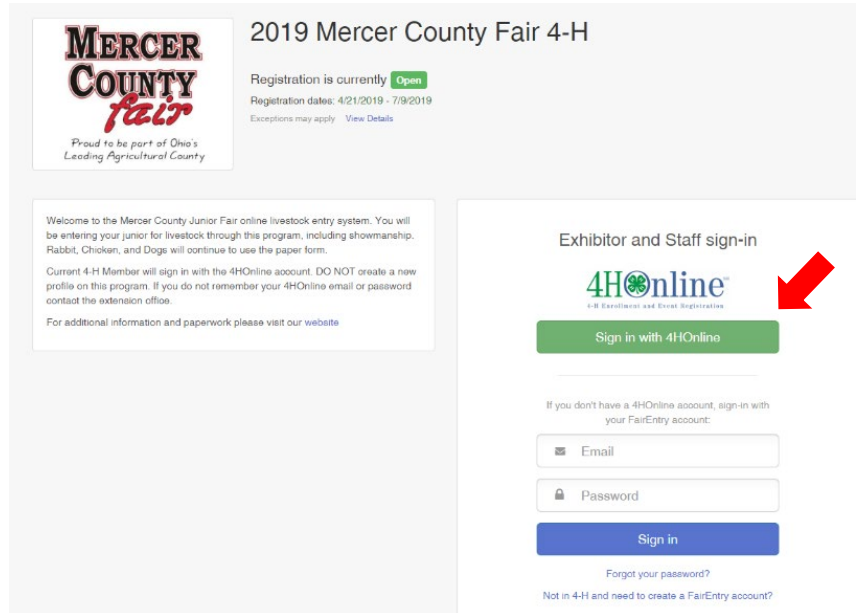 MERCER
COUNTY
fair
Proud to be part of Ohio's
Leading Agricultural County
2019 Mercer County Fair 4-H
Registration is currently Open
Registration dates: 4/21/2019 - 7/9/2019
Exceptions may apply View Details
Welcome to the Mercer County Junior Fair online livestock entry system. You will
be entering your junior for livestock through this program, including showmanship.
Rabbit, Chicken, and Dogs will continue to use the paper form.
Current 4-H Member will sign in with the 4HOnline account. DO NOT create a new
profile on this program. If you do not remember your 4HOnline email or password
contact the extension office.
For additional information and paperwork please visit our website
Exhibitor and Staff sign-in
4HOnline
4-H Enrollment and Event Registration
Sign in with 4HOnline
If you don't have a 4HOnline account, sign-in with
your FairEntry account:
Email
Password
Sign in
Forgot your password?
Not in 4-H and need to create a FairEntry account?